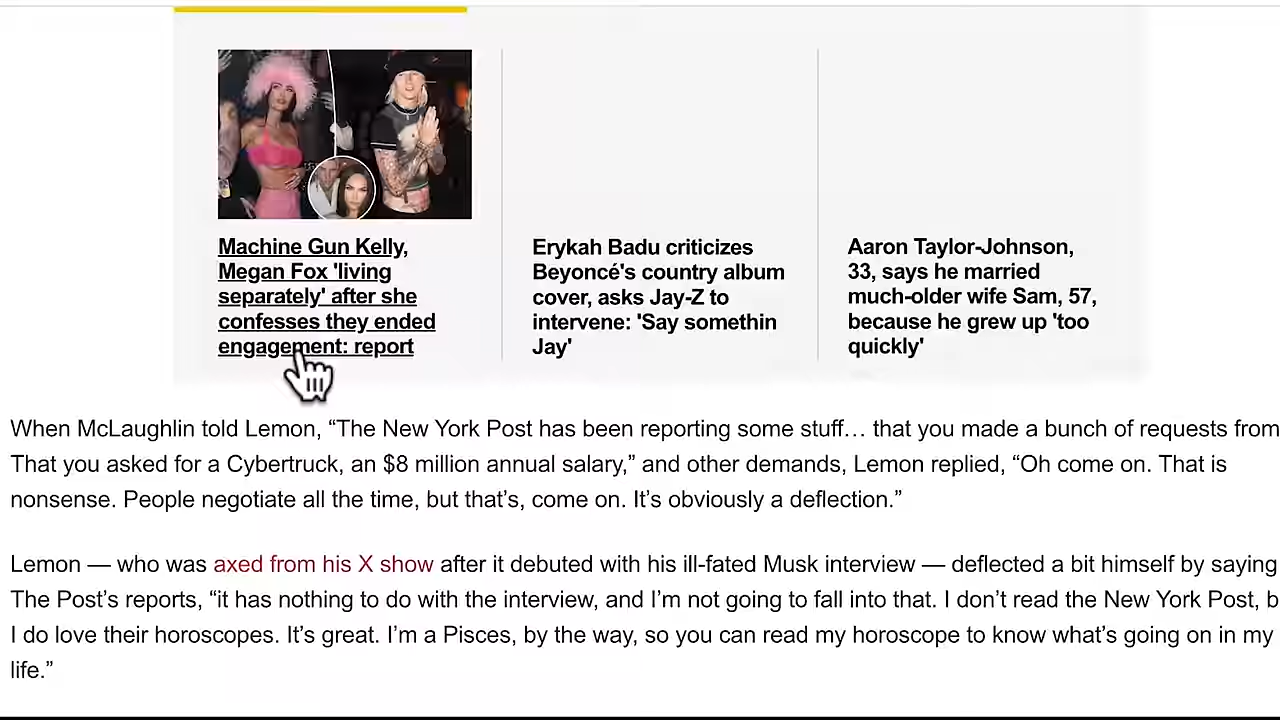 Machine Gun Kelly,
Megan Fox 'living
separately' after she
confesses they ended
engagement: report
Erykah Badu criticizes
Beyoncé's country album
cover, asks Jay-Z to
intervene: 'Say somethin
Jay'
Aaron Taylor-Johnson,
33, says he married
much-older wife Sam, 57,
because he grew up 'too
quickly'
When McLaughlin told Lemon, “The New York Post has been reporting some stuff… that you made a bunch of requests from
That you asked for a Cybertruck, an $8 million annual salary,” and other demands, Lemon replied, “Oh come on. That is
nonsense. People negotiate all the time, but that’s, come on. It’s obviously a deflection.”
Lemon — who was axed from his X show after it debuted with his ill-fated Musk interview — deflected a bit himself by saying
The Post’s reports, “it has nothing to do with the interview, and I’m not going to fall into that. I don’t read the New York Post, b
I do love their horoscopes. It’s great. I’m a Pisces, by the way, so you can read my horoscope to know what’s going on in my
life.”